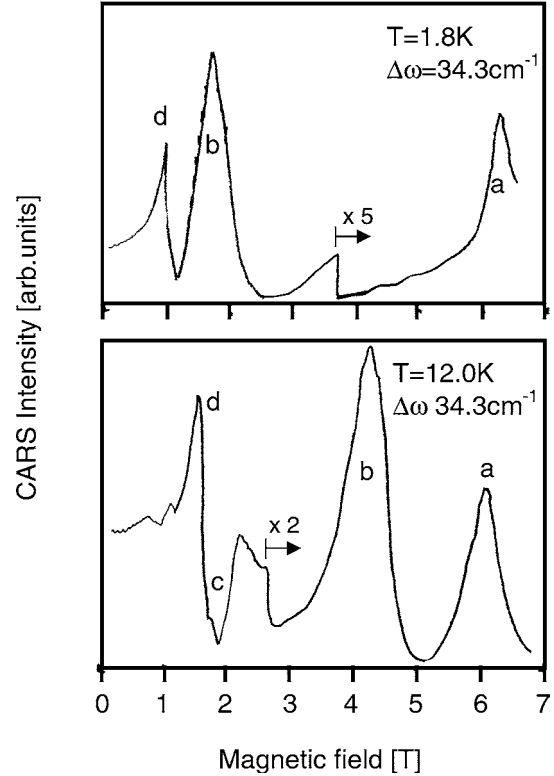 T=1.8K
Δω=34.3cm⁻¹
d
b
a
x 5
CARS Intensity [arb.units]
T=12.0K
Δω 34.3cm⁻¹
d
b
a
x 2
c
0 1 2 3 4 5 6 7
Magnetic field [T]